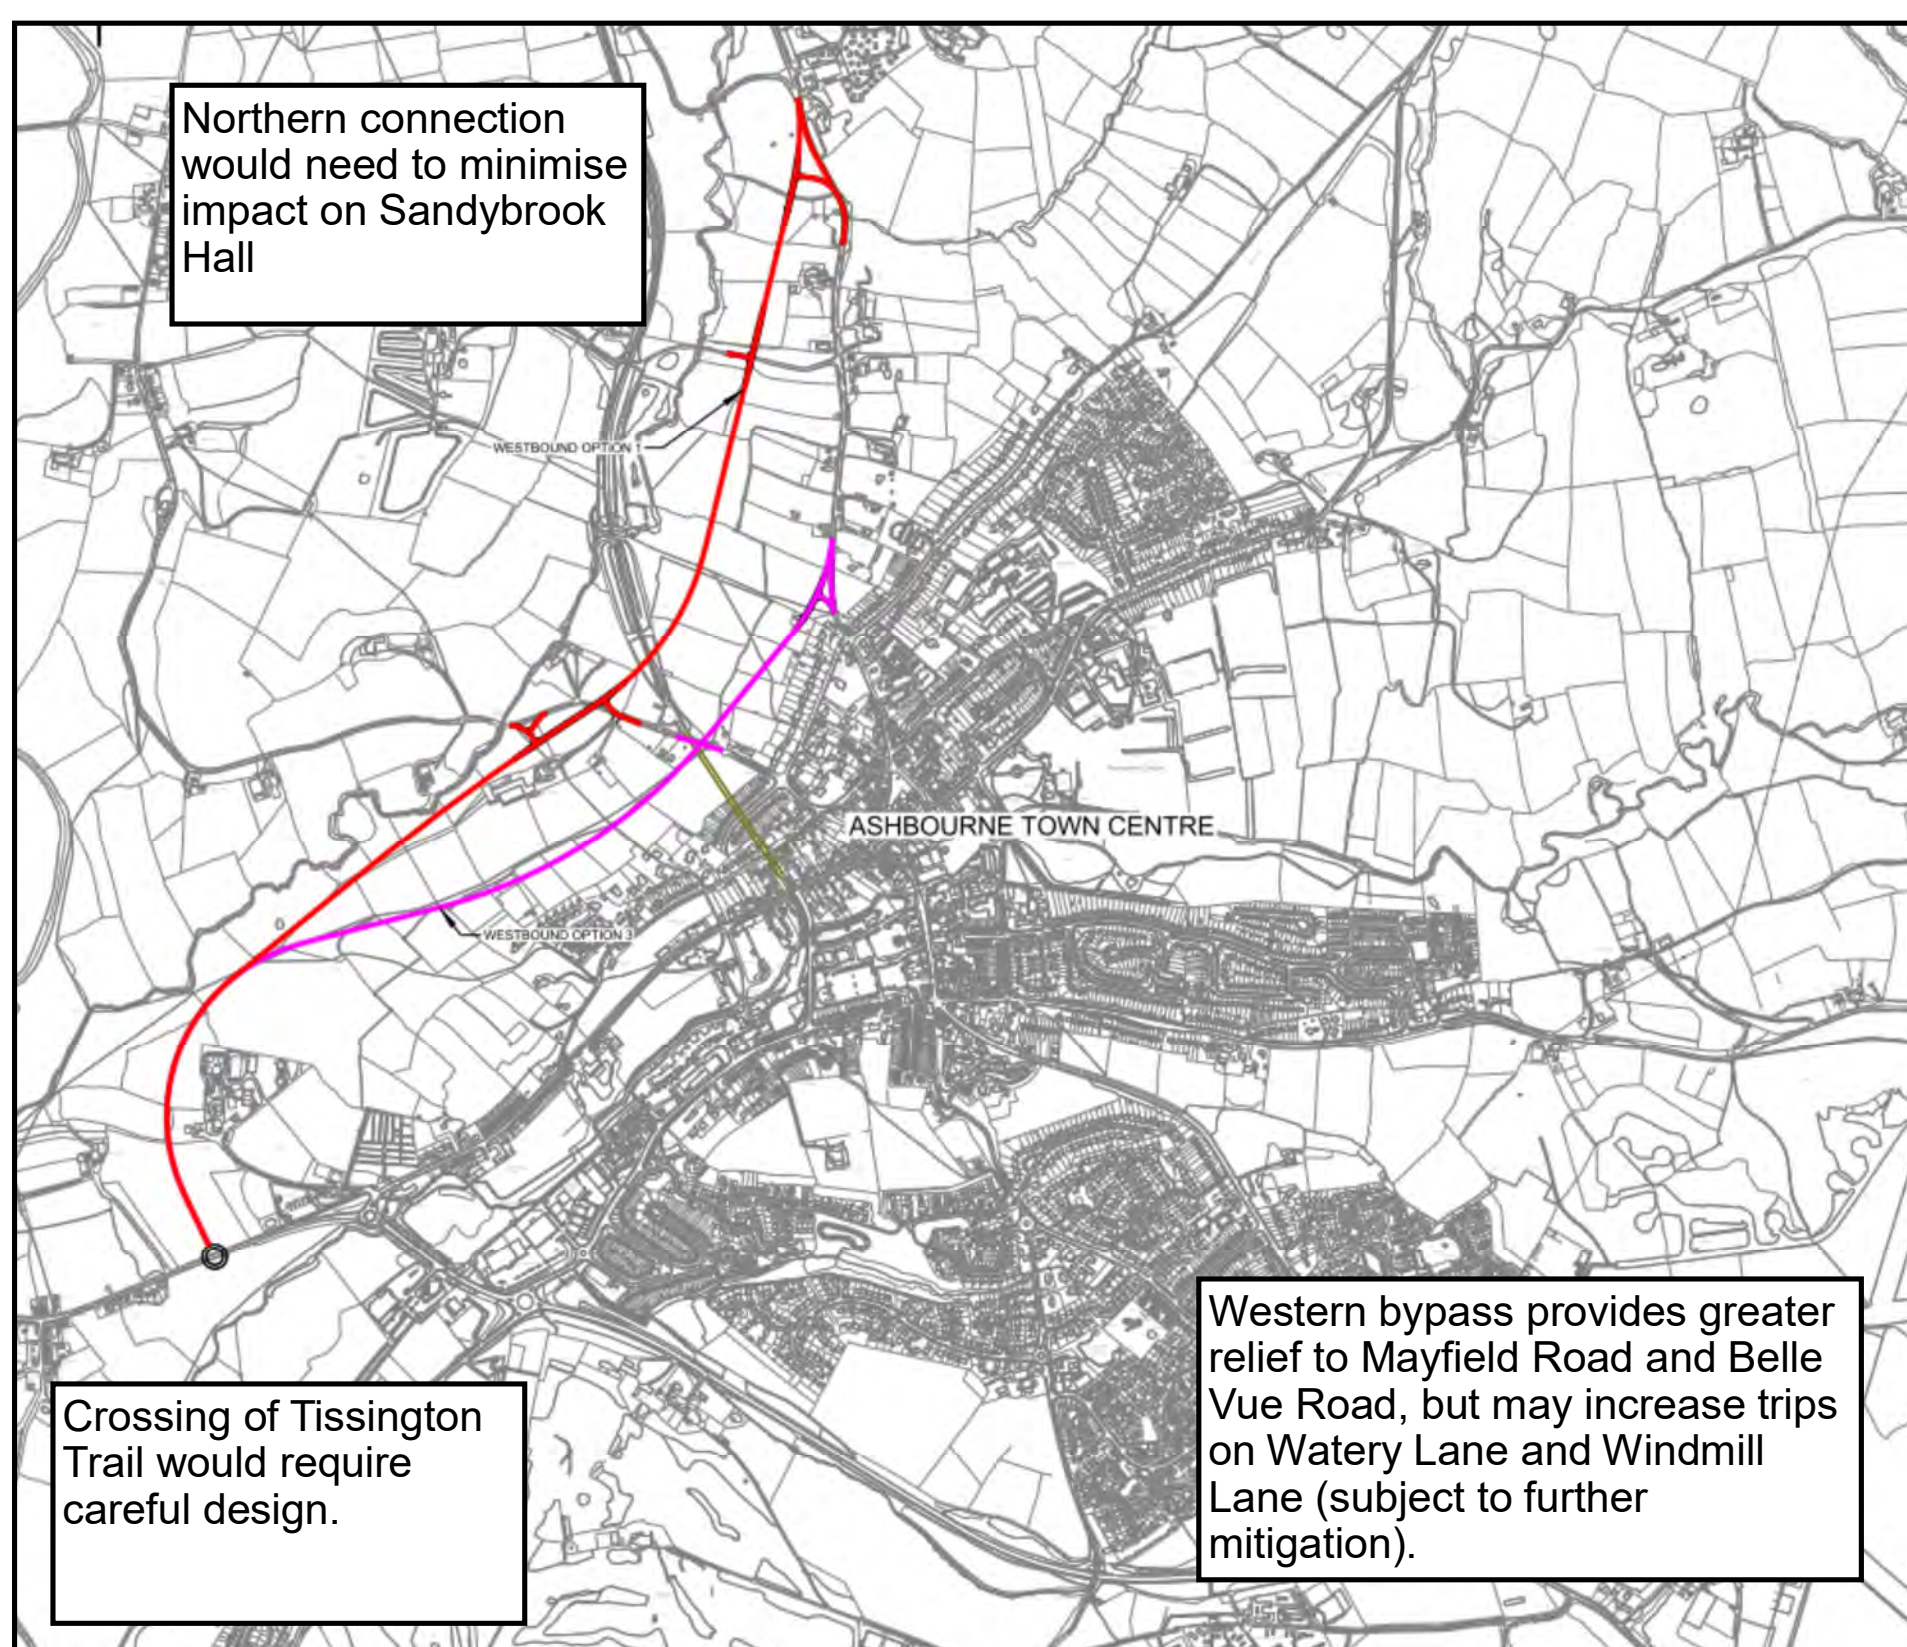 Northern connection
would need to minimise
impact on Sandybrook
Hall
WESTBOUND OPTION 1
ASHBOURNE TOWN CENTRE
WESTBOUND OPTION 3
Crossing of Tissington
Trail would require
careful design.
Western bypass provides greater
relief to Mayfield Road and Belle
Vue Road, but may increase trips
on Watery Lane and Windmill
Lane (subject to further
mitigation).